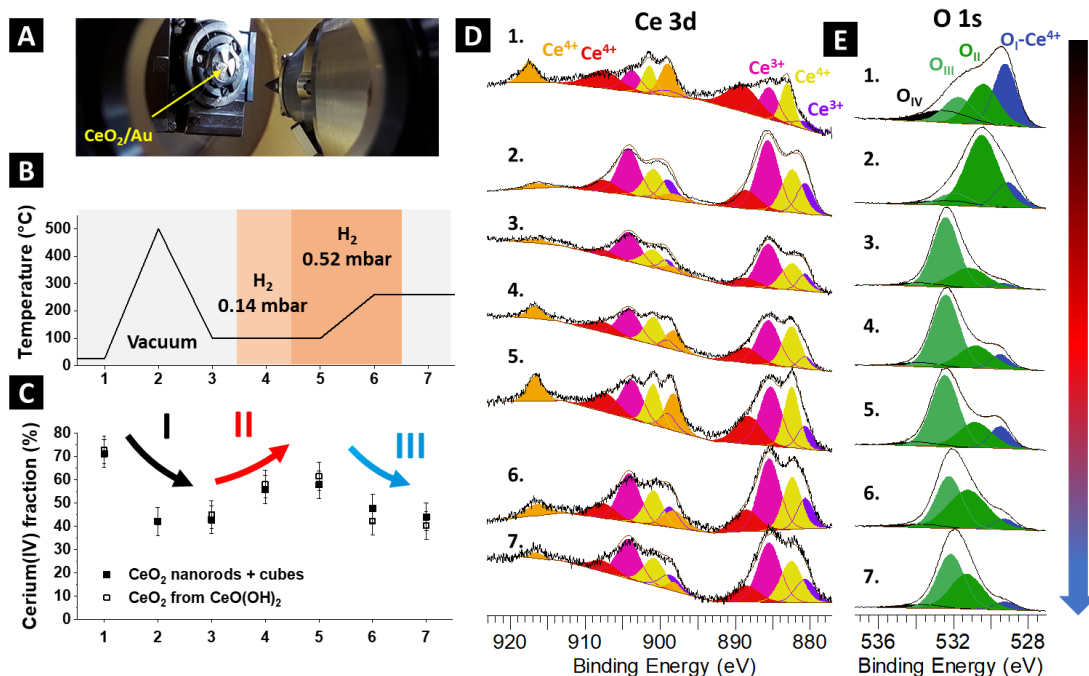 A
CeO₂/Au
B
Temperature (°C)
500
400
300
200
100
0
Vacuum
H₂
0.14 mbar
H₂
0.52 mbar
1 2 3 4 5 6 7
C
Cerium(IV) fraction (%)
80
70
60
50
40
30
20
10
0
I
II
III
CeO₂ nanorods + cubes
CeO₂ from CeO(OH)₂
1 2 3 4 5 6 7
D
Ce 3d
1.
Ce⁴⁺ Ce⁴⁺ Ce³⁺ Ce⁴⁺ Ce³⁺
2.
3.
4.
5.
6.
7.
920 910 900 890 880
Binding Energy (eV)
E
O 1s
1.
O_IV O_III O_II O_I-Ce⁴⁺
2.
3.
4.
5.
6.
7.
536 532 528
Binding Energy (eV)